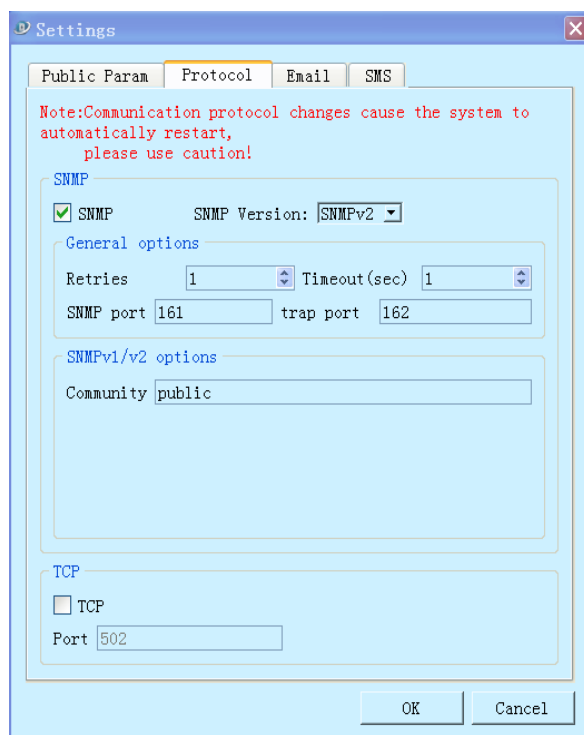 Settings
Public Param Protocol Email SMS
Note:Communication protocol changes cause the system to
automatically restart,
please use caution!
SNMP
SNMP SNMP Version: SNMPv2
General options
Retries 1 Timeout(sec) 1
SNMP port 161 trap port 162
SNMPv1/v2 options
Community public
TCP
TCP
Port 502
OK Cancel